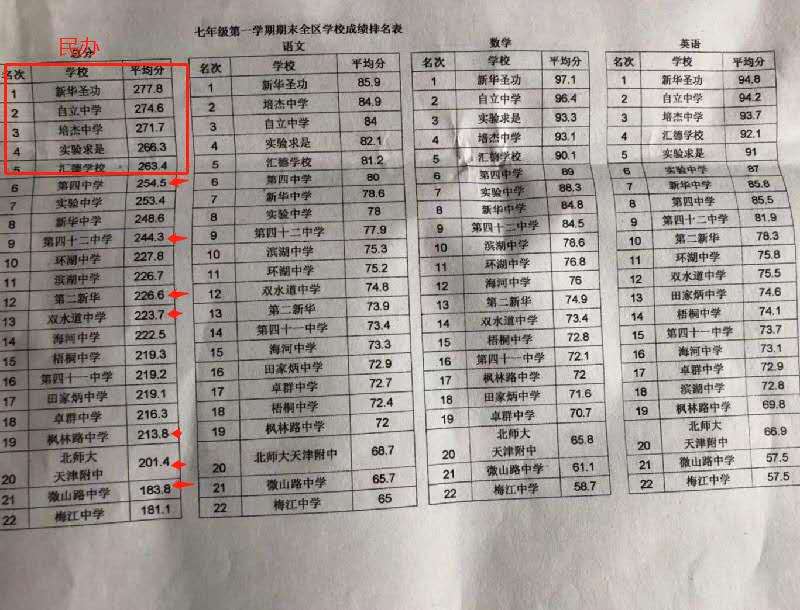 七年级第一学期期末全区学校成绩排名表
民办
总分
名次 学校 平均分
1 新华圣功 277.8
2 自立中学 274.6
3 培杰中学 271.7
4 实验求是 266.3
5 汇德学校 263.4
6 第四中学 254.5
7 实验中学 253.4
8 新华中学 248.6
9 第四十二中学 244.3
10 环湖中学 227.8
11 滨湖中学 226.7
12 第二新华 226.6
13 双水道中学 223.7
14 海河中学 222.5
15 梧桐中学 219.3
16 第四十一中学 219.2
17 田家炳中学 219.1
18 卓群中学 216.3
19 枫林路中学 213.8
北师大
20 天津附中 201.4
21 微山路中学 183.8
22 梅江中学 181.1
语文
名次 学校 平均分
1 新华圣功 85.9
2 培杰中学 84.9
3 自立中学 84
4 实验求是 82.1
5 汇德学校 81.2
6 第四中学 80
7 新华中学 78.6
8 实验中学 78
9 第四十二中学 77.9
10 滨湖中学 75.3
11 环湖中学 75.2
12 双水道中学 74.8
13 第二新华 73.9
14 第四十一中学 73.4
15 海河中学 73.3
16 田家炳中学 72.9
17 卓群中学 72.7
18 梧桐中学 72.4
19 枫林路中学 72
20 北师大天津附中 68.7
21 微山路中学 65.7
22 梅江中学 65
数学
名次 学校 平均分
1 新华圣功 97.1
2 自立中学 96.4
3 实验求是 93.3
4 培杰中学 93.1
5 汇德学校 90.1
6 第四中学 89
7 实验中学 88.3
8 新华中学 84.8
9 第四十二中学 84.5
10 滨湖中学 78.6
11 环湖中学 76.8
12 海河中学 76
13 第二新华 74.9
14 双水道中学 73.4
15 梧桐中学 72.8
16 第四十一中学 72.1
17 枫林路中学 72
18 田家炳中学 71.6
19 卓群中学 70.7
北师大
20 天津附中 65.8
21 微山路中学 61.1
22 梅江中学 58.7
英语
名次 学校 平均分
1 新华圣功 94.8
2 自立中学 94.2
3 培杰中学 93.7
4 汇德学校 92.1
5 实验求是 91
6 实验中学 87
7 新华中学 85.8
8 第四中学 85.5
9 第四十二中学 81.9
10 第二新华 78.3
11 环湖中学 75.8
12 双水道中学 75.5
13 田家炳中学 74.6
14 梧桐中学 74.1
15 第四十一中学 73.7
16 海河中学 73.1
17 卓群中学 72.9
18 滨湖中学 72.8
19 枫林路中学 69.8
北师大
20 天津附中 66.9
21 微山路中学 57.5
22 梅江中学 57.5